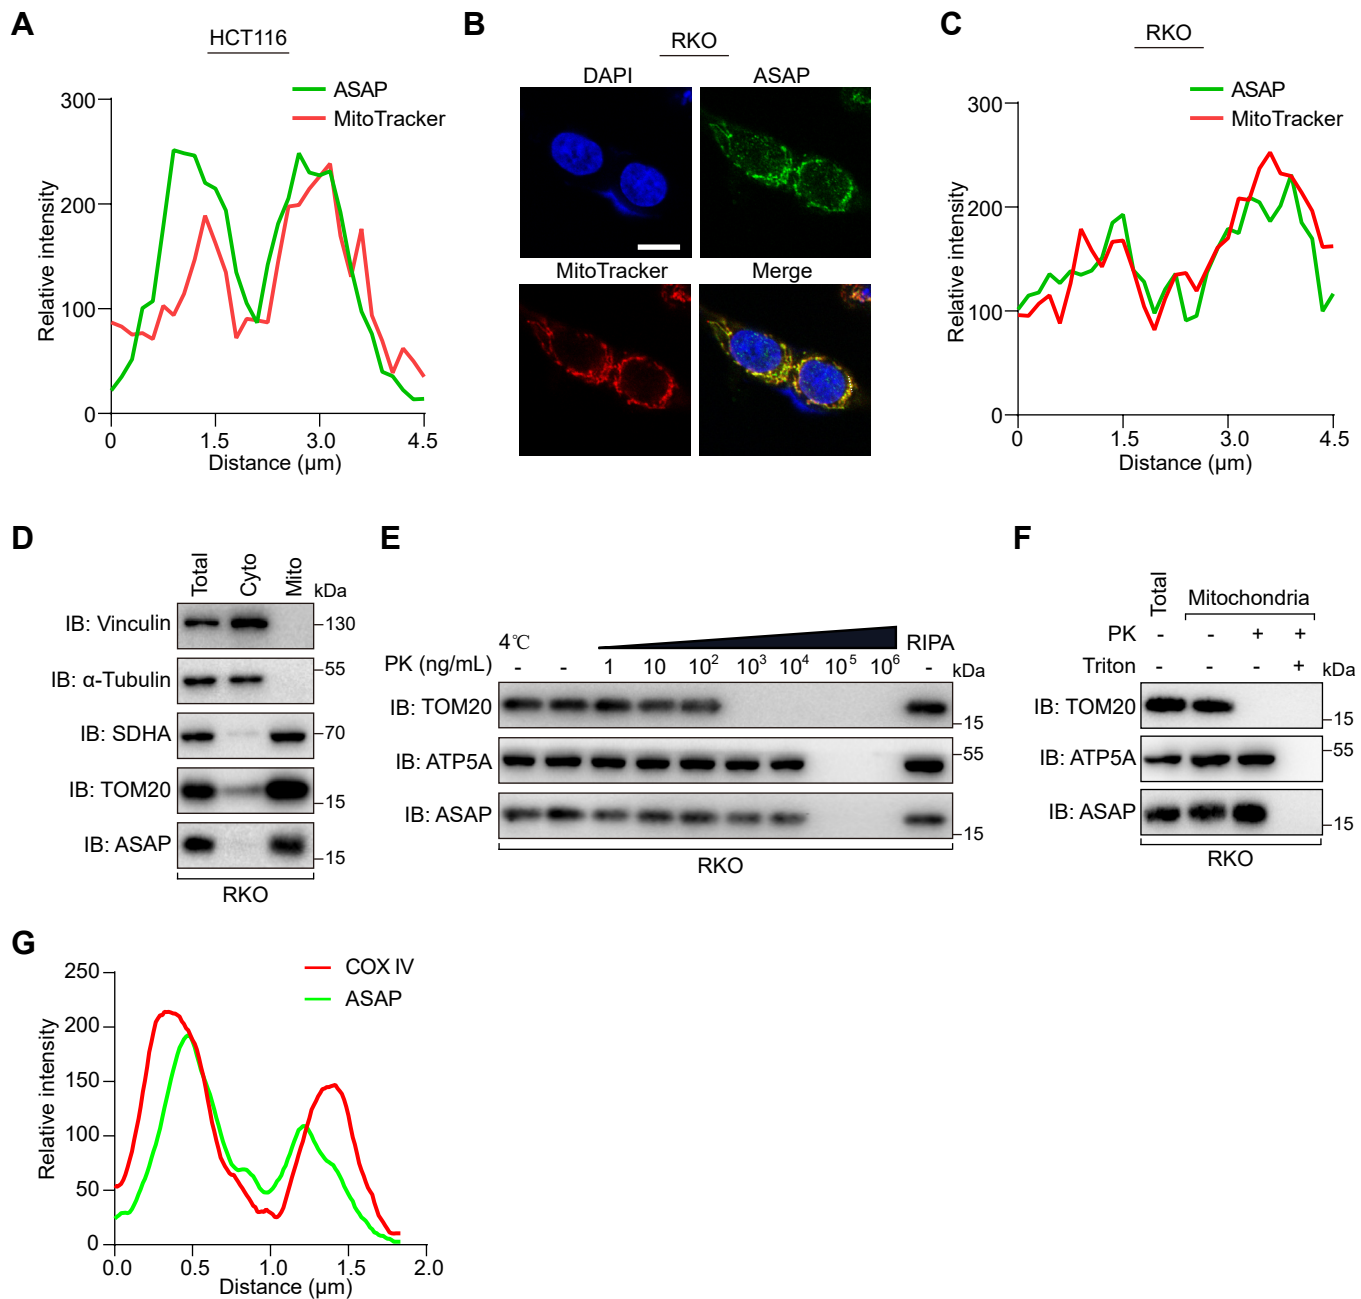 A
HCT116
ASAP
MitoTracker
Relative intensity
300
200
100
0
0 1.5 3.0 4.5
Distance (µm)
B
RKO
DAPI ASAP
MitoTracker Merge
C
RKO
ASAP
MitoTracker
Relative intensity
300
200
100
0
0 1.5 3.0 4.5
Distance (µm)
D
Total Cyto Mito kDa
IB: Vinculin 130
IB: α-Tubulin 55
IB: SDHA 70
IB: TOM20 15
IB: ASAP 15
RKO
E
4℃ RIPA
PK (ng/mL) - - 1 10 10² 10³ 10⁴ 10⁵ 10⁶ - kDa
IB: TOM20 15
IB: ATP5A 55
IB: ASAP 15
RKO
F
Total Mitochondria
PK - - + +
Triton - - - + kDa
IB: TOM20 15
IB: ATP5A 55
IB: ASAP 15
RKO
G
COX IV
ASAP
Relative intensity
250
200
150
100
50
0
0.0 0.5 1.0 1.5 2.0
Distance (µm)